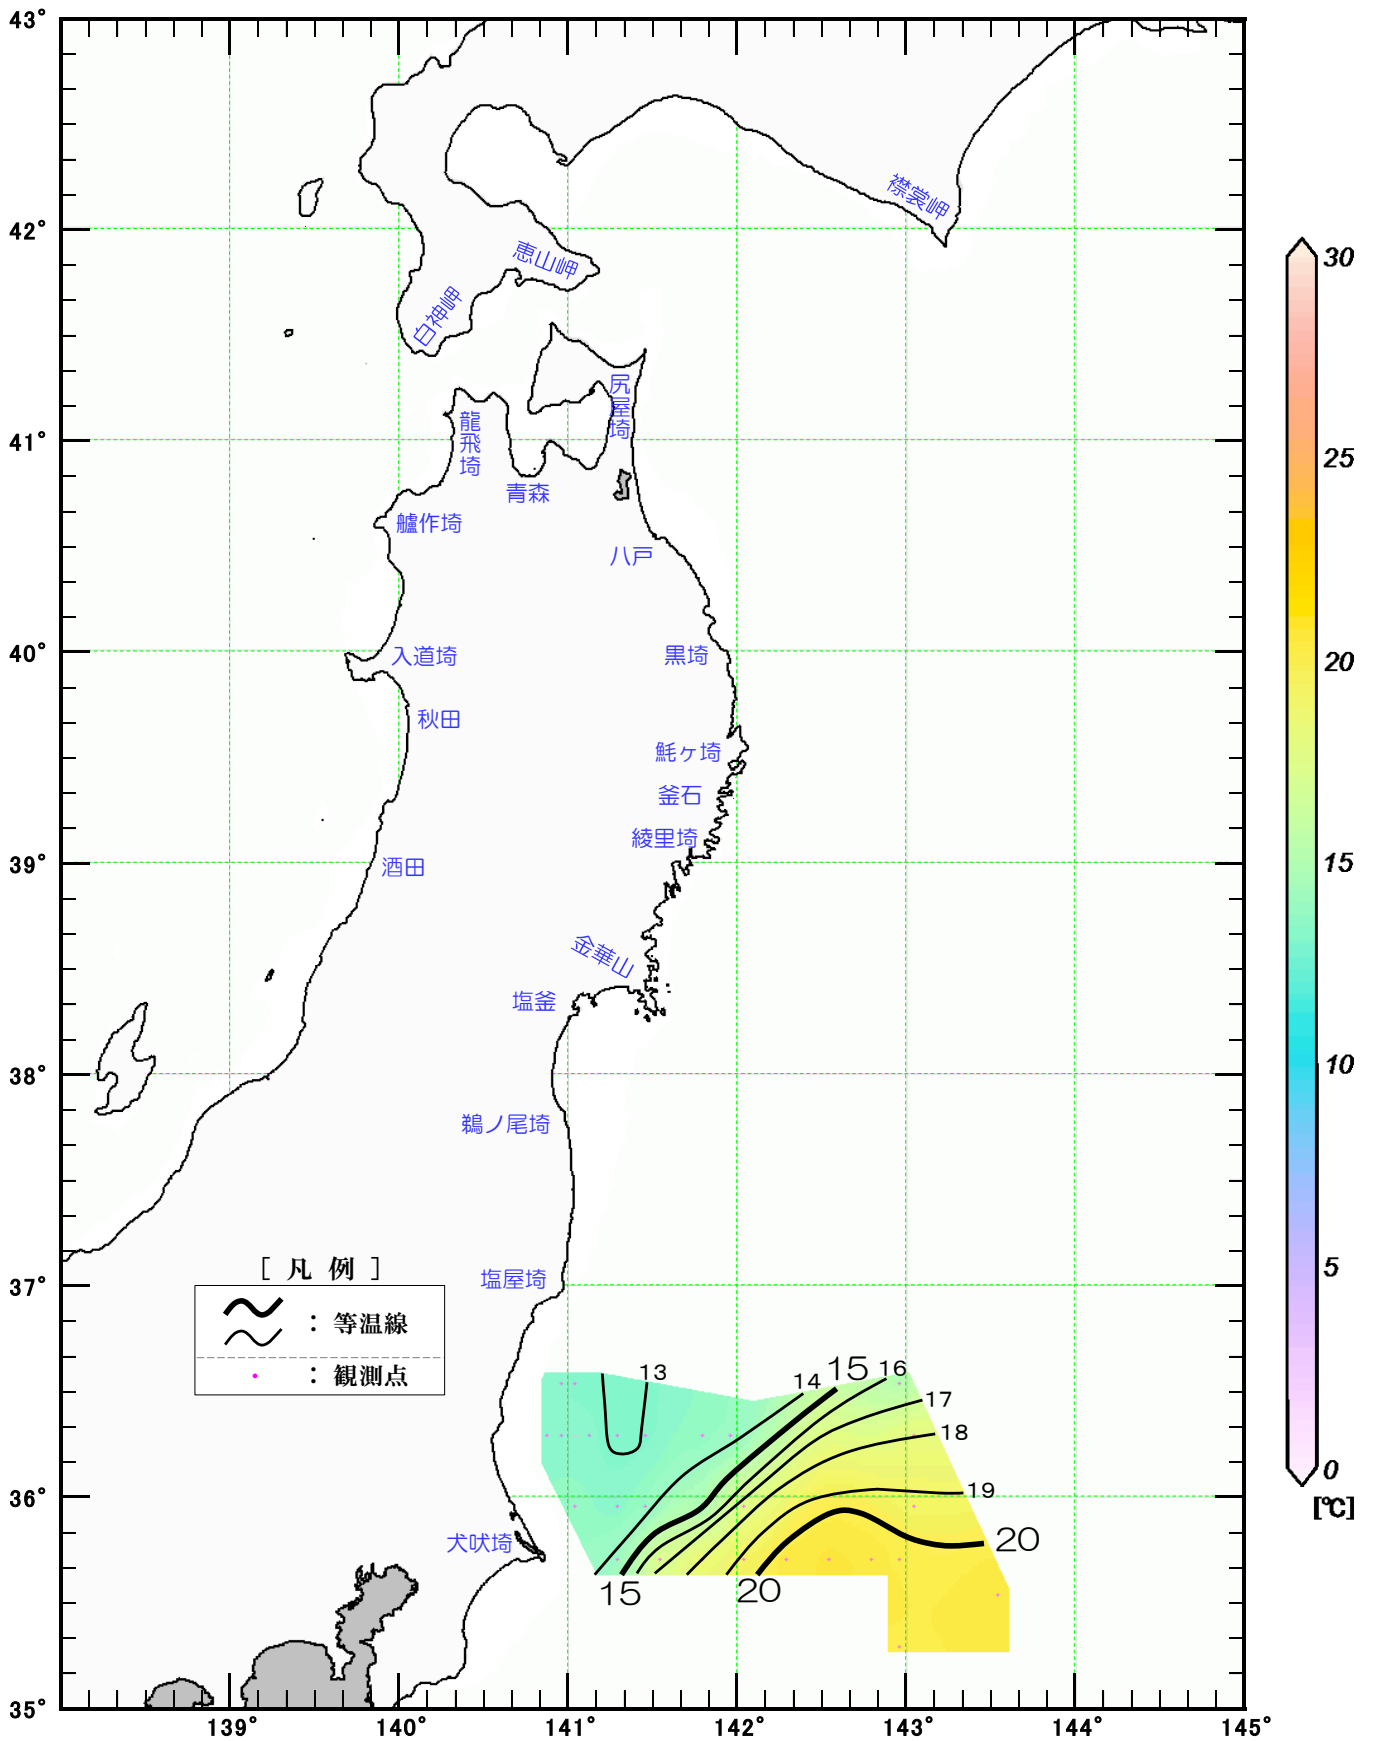 43°
襟裳岬
42°
恵山岬
30
白神岬
尻屋埼
龍飛埼
41°
25
青森
艫作埼
八戸
40°
入道埼
黒埼
20
秋田
魹ヶ埼
釜石
綾里埼
39°
酒田
15
金華山
塩釜
38°
10
鵜ノ尾埼
37°
塩屋埼
5
[ 凡 例 ]
: 等温線
: 観測点
13
14
15
16
17
18
19
20
15
20
36°
犬吠埼
0
[℃]
35°
139°
140°
141°
142°
143°
144°
145°